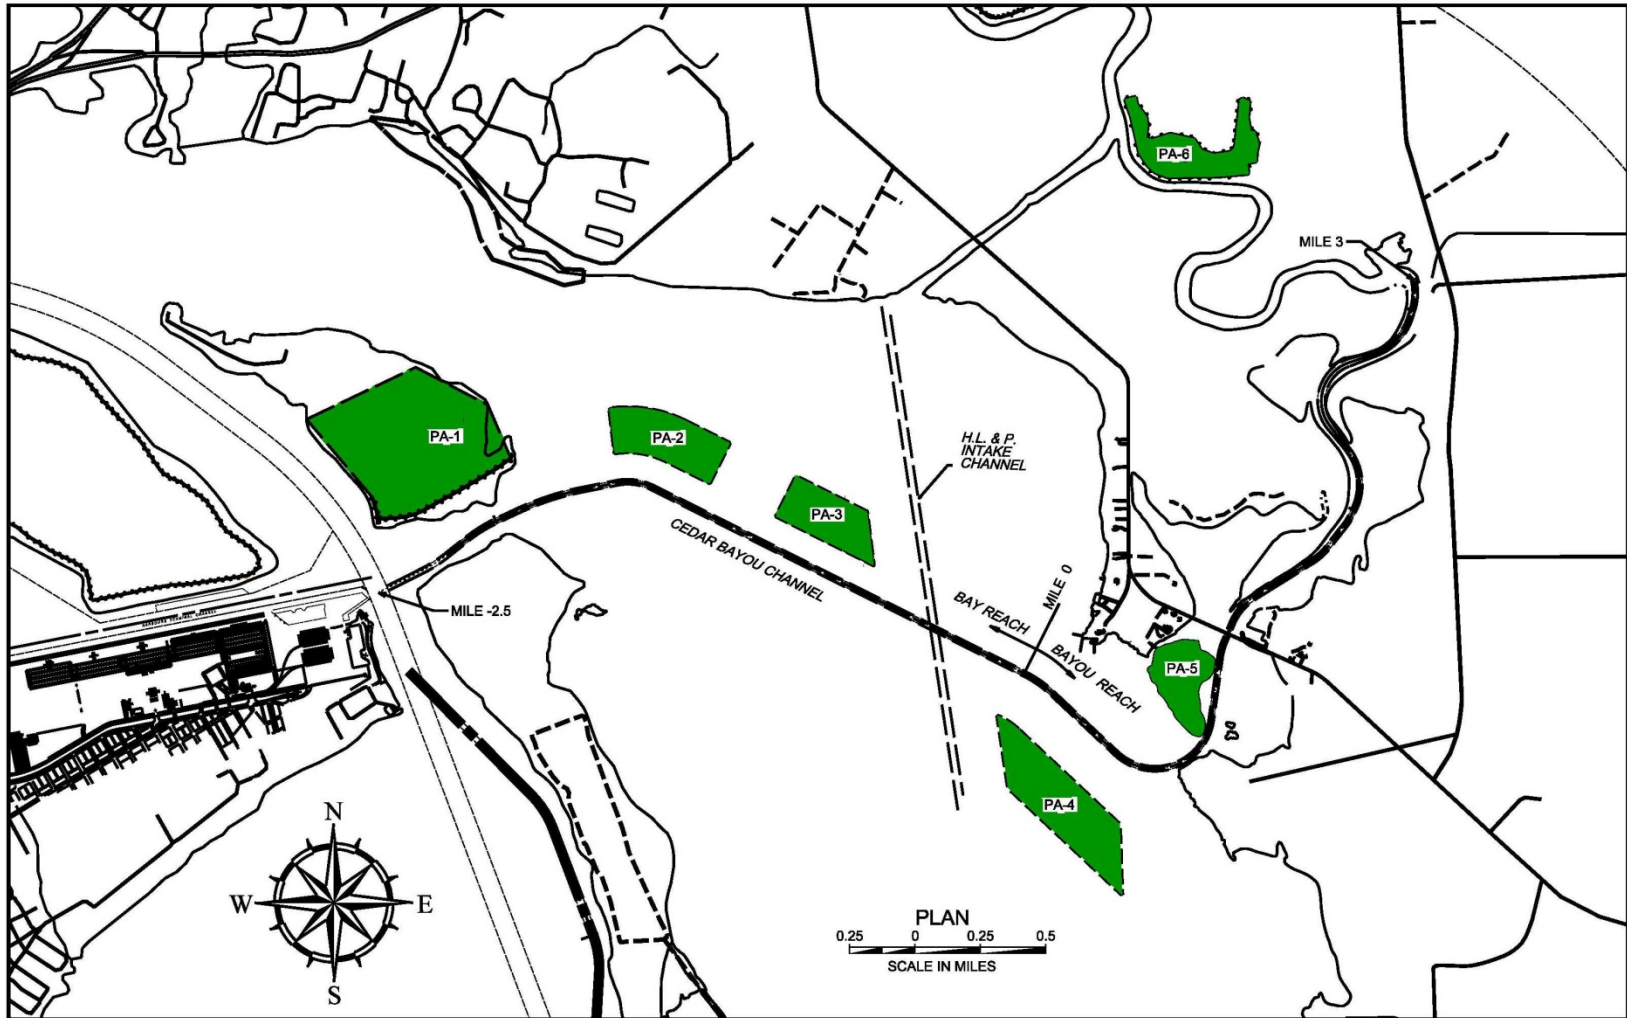 PA-6
MILE 3
PA-1
PA-2
H.L. & P.
INTAKE
CHANNEL
PA-3
CEDAR BAYOU CHANNEL
MILE 0
BAY REACH
MILE -2.5
BAYOU REACH
PA-5
PA-4
N
W
E
S
PLAN
0.25 0 0.25 0.5
SCALE IN MILES